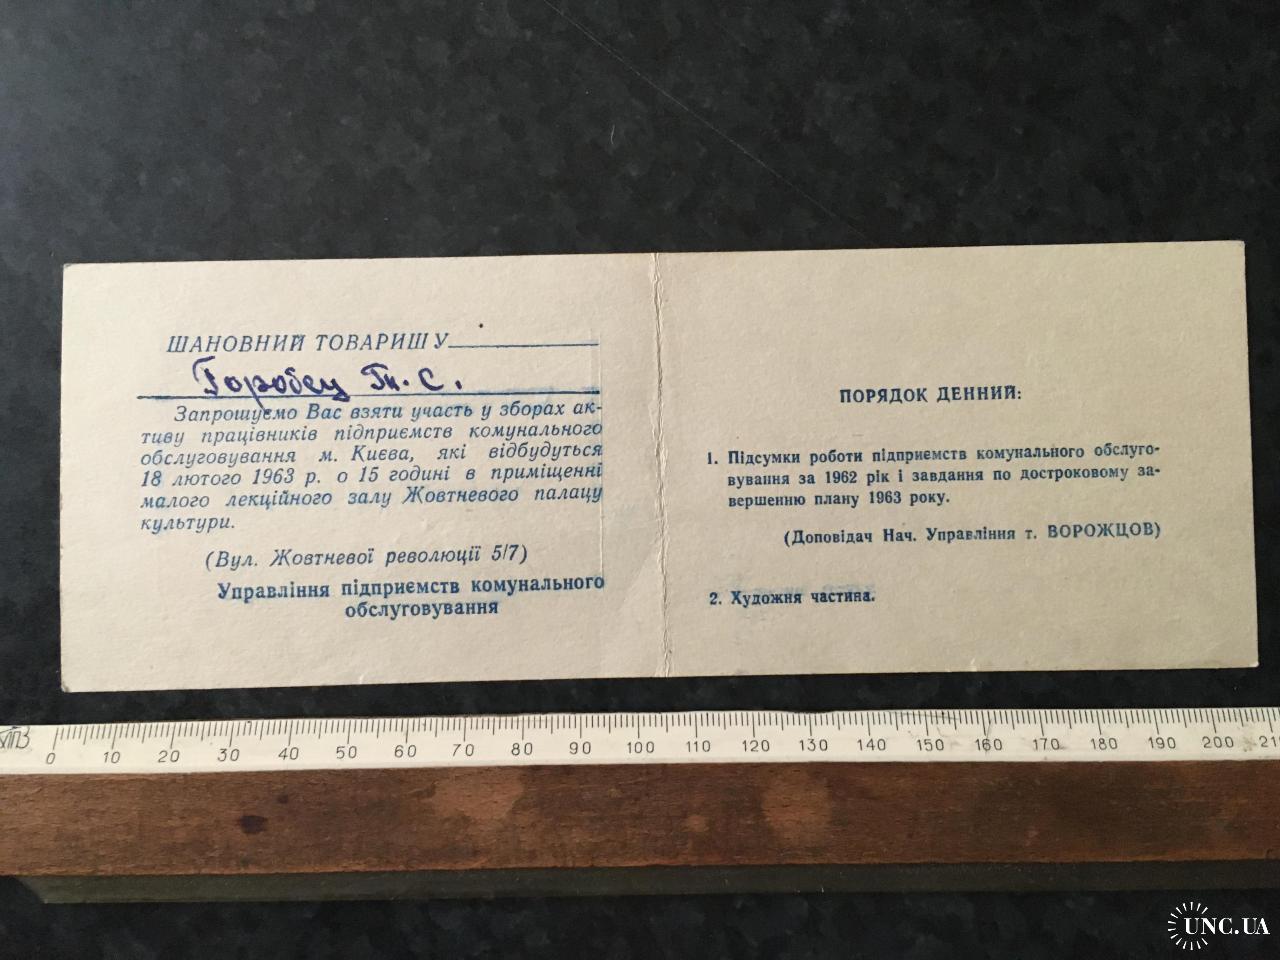 ШАНОВНИЙ ТОВАРИШУ
Горобец Т. С.
Запрошуємо Вас взяти участь у зборах ак-
тиву працівників підприємств комунального
обслуговування м. Києва, які відбудуться
18 лютого 1963 р. о 15 годині в приміщенні
малого лекційного залу Жовтневого палацу
культури.
(Вул. Жовтневої революції 5/7)
Управління підприємств комунального
обслуговування
ПОРЯДОК ДЕННИЙ:
1. Підсумки роботи підприємств комунального обслуго-
вування за 1962 рік і завдання по достроковому за-
вершенню плану 1963 року.
(Доповідач Нач. Управління т. ВОРОЖЦОВ)
2. Художня частина.
0 10 20 30 40 50 60 70 80 90 100 110 120 130 140 150 160 170 180 190 200 210
UNC.UA